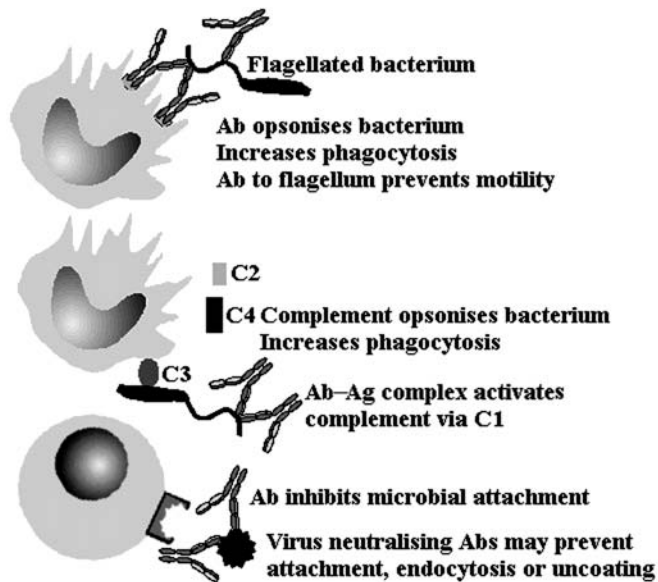 Flagellated bacterium
Ab opsonises bacterium
Increases phagocytosis
Ab to flagellum prevents motility
C2
C4 Complement opsonises bacterium
Increases phagocytosis
C3
Ab–Ag complex activates
complement via C1
Ab inhibits microbial attachment
Virus neutralising Abs may prevent
attachment, endocytosis or uncoating